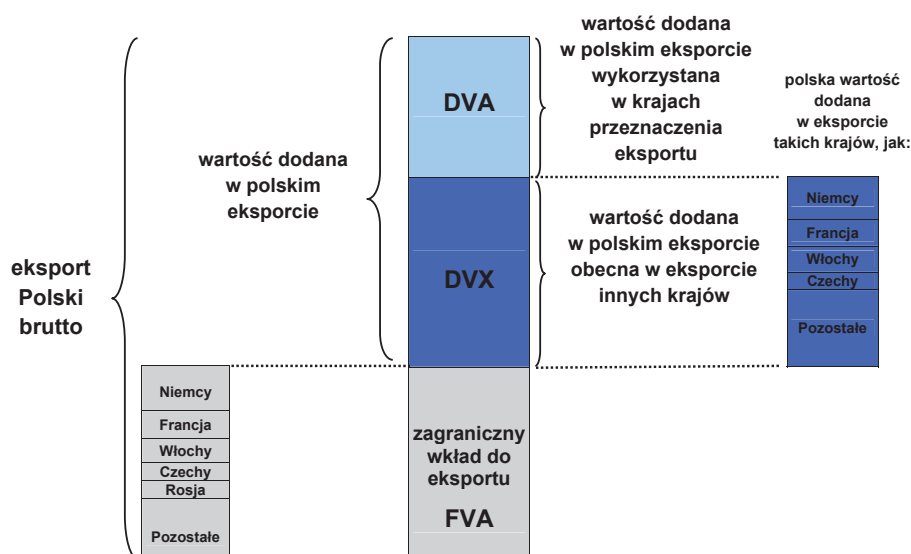 eksport
Polski
brutto
wartość dodana
w polskim
eksporcie
DVA
DVX
zagraniczny
wkład do
eksportu
FVA
wartość dodana
w polskim eksporcie
wykorzystana
w krajach
przeznaczenia
eksportu
wartość dodana
w polskim eksporcie
obecna w eksporcie
innych krajów
polska wartość
dodana
w eksporcie
takich krajów, jak:
Niemcy
Francja
Włochy
Czechy
Pozostałe
Niemcy
Francja
Włochy
Czechy
Rosja
Pozostałe